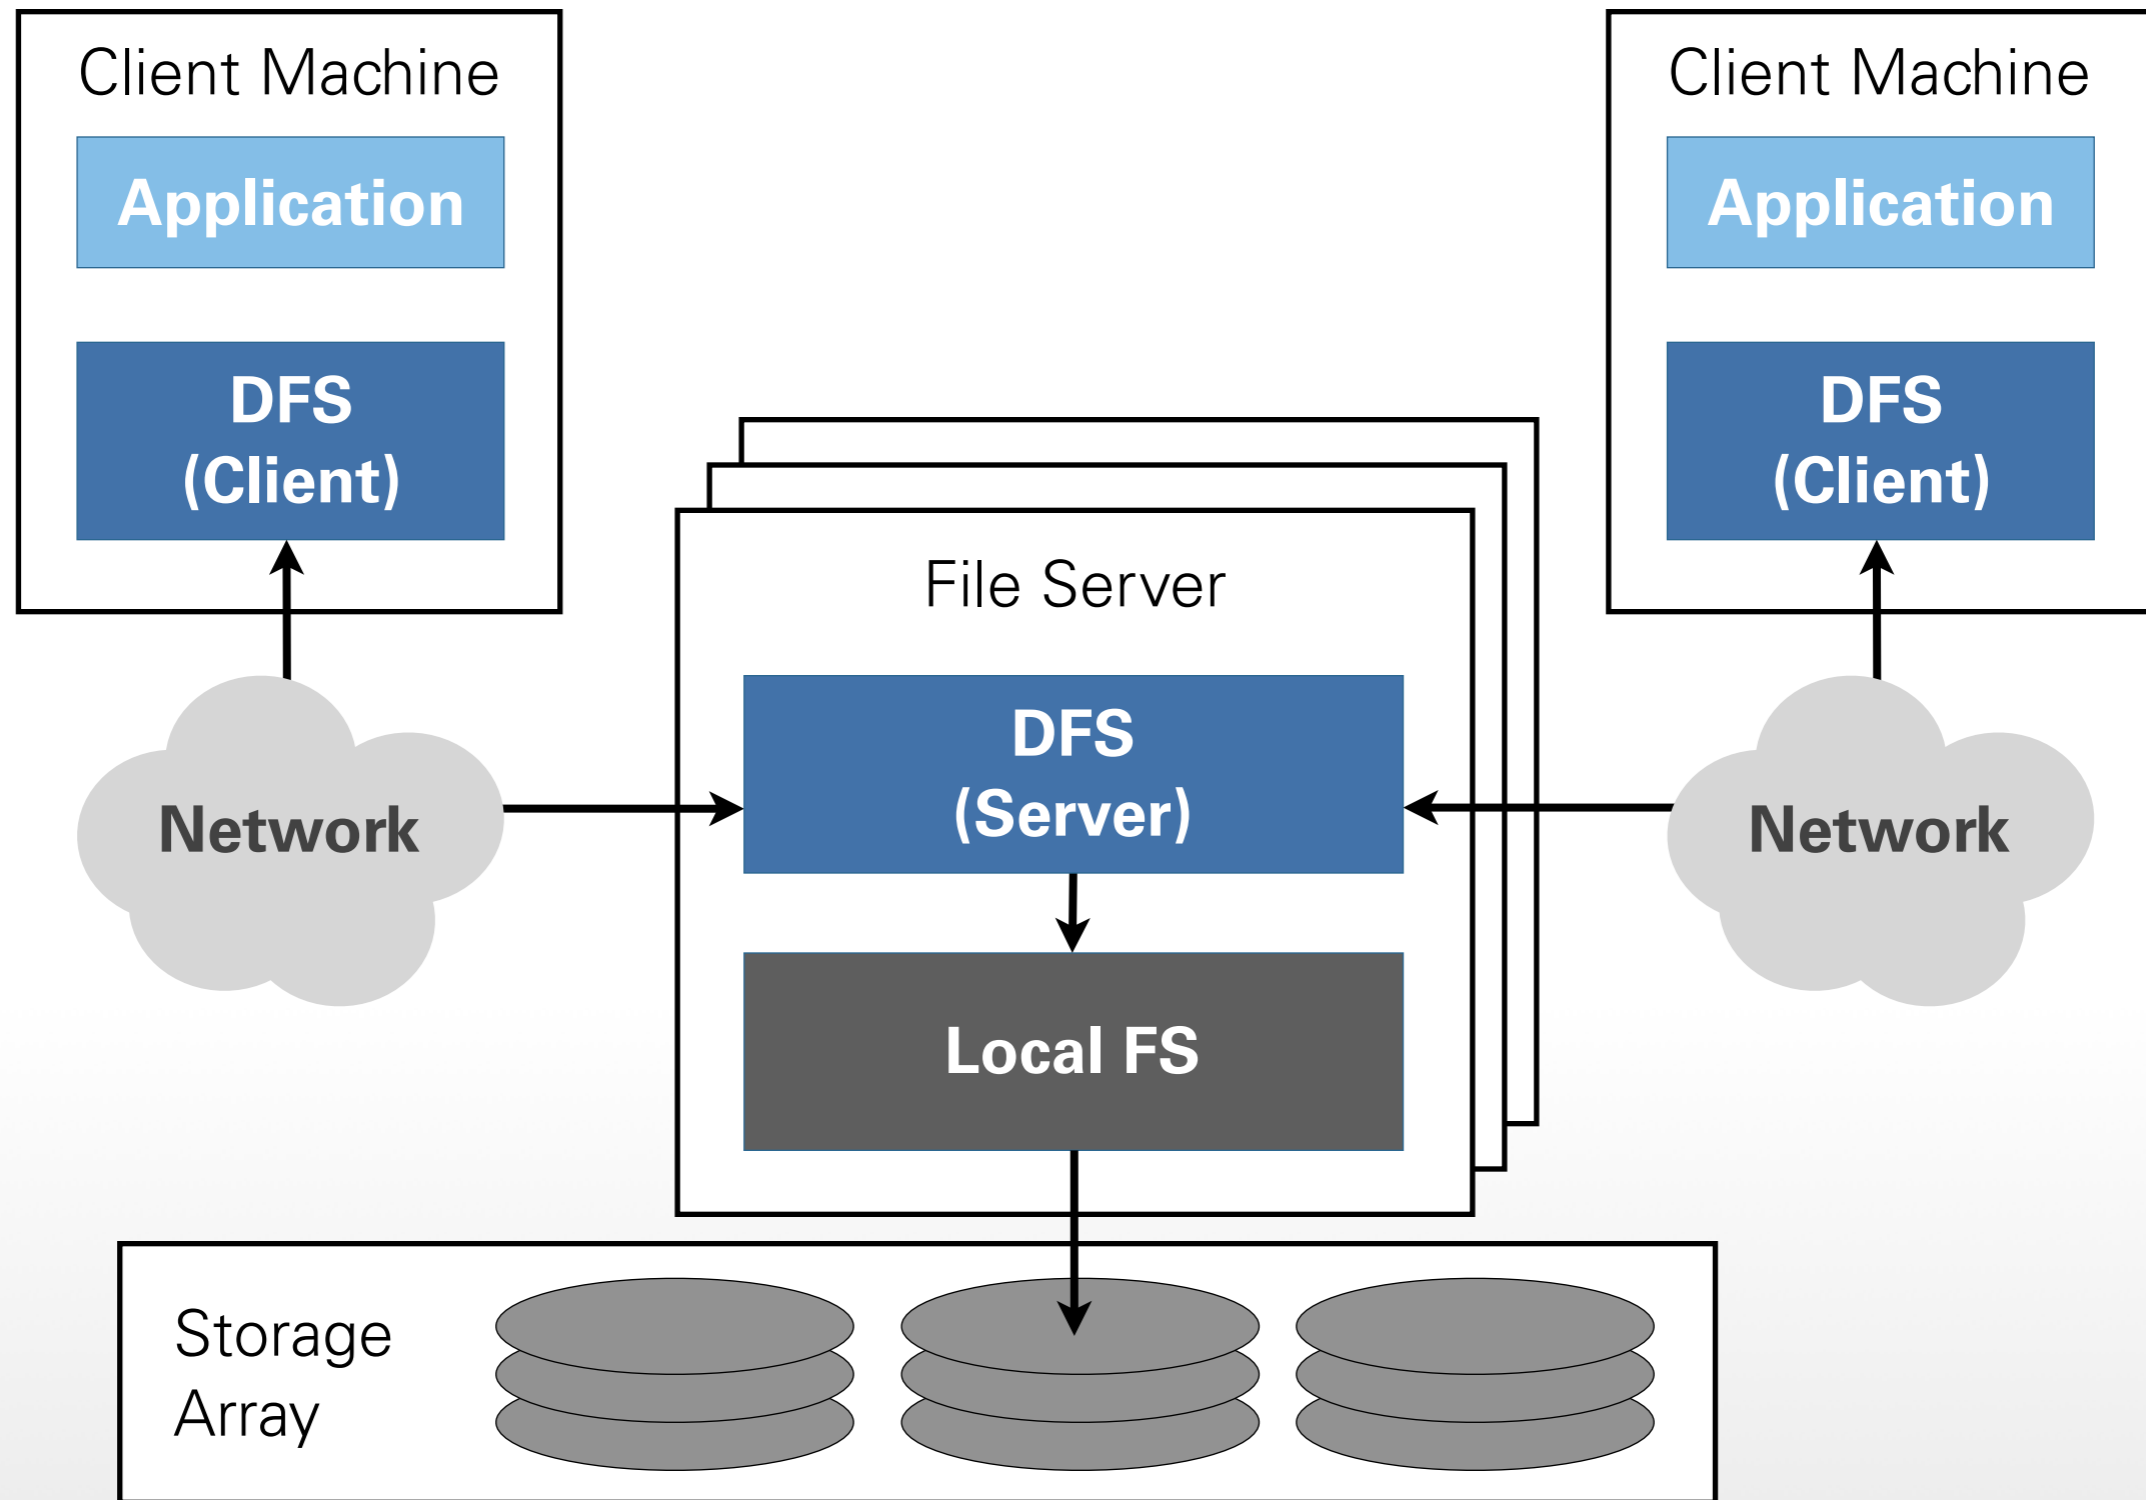 Client Machine
Application
DFS
(Client)
Network
Client Machine
Application
DFS
(Client)
Network
File Server
DFS
(Server)
Local FS
Storage
Array